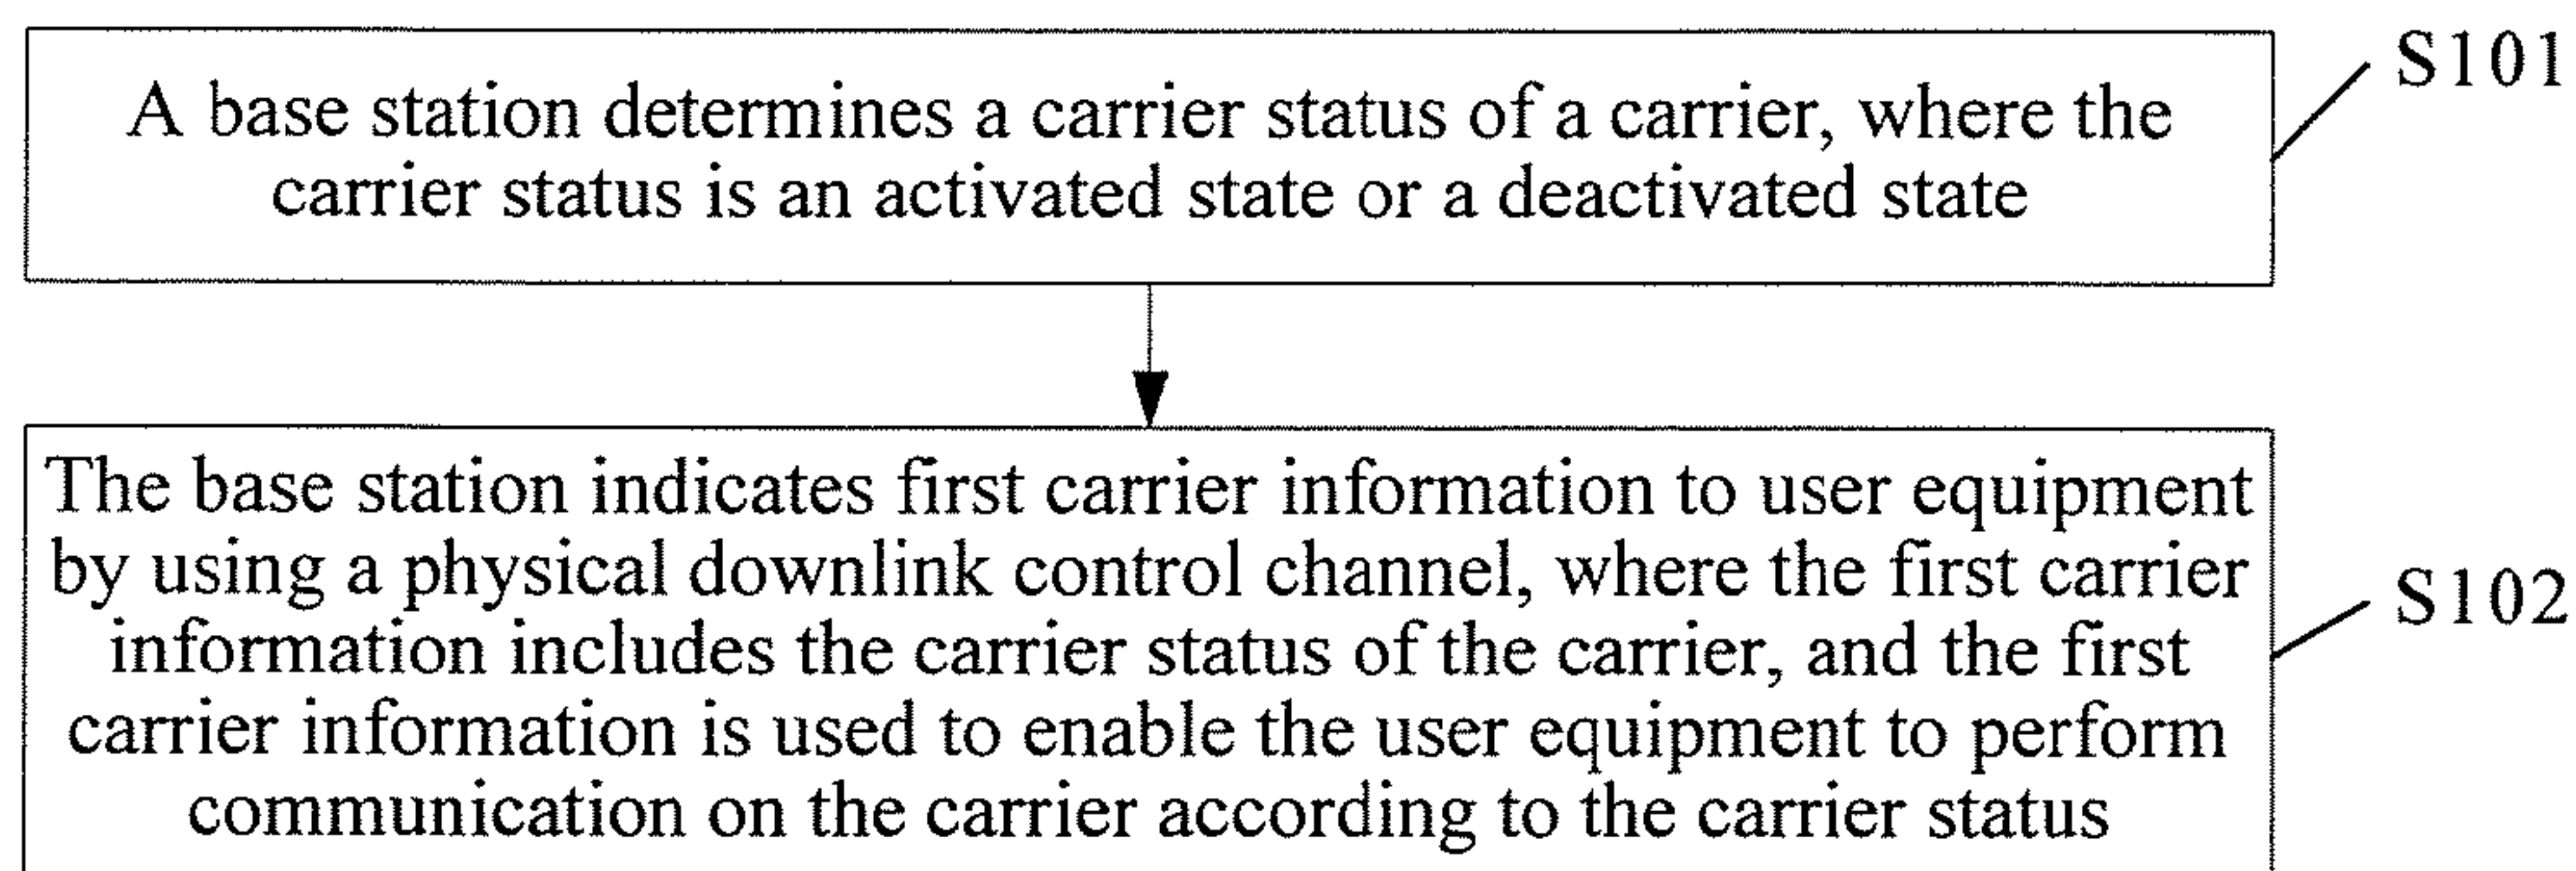 A base station determines a carrier status of a carrier, where the
carrier status is an activated state or a deactivated state
S101
The base station indicates first carrier information to user equipment
by using a physical downlink control channel, where the first carrier
information includes the carrier status of the carrier, and the first
carrier information is used to enable the user equipment to perform
communication on the carrier according to the carrier status
S102